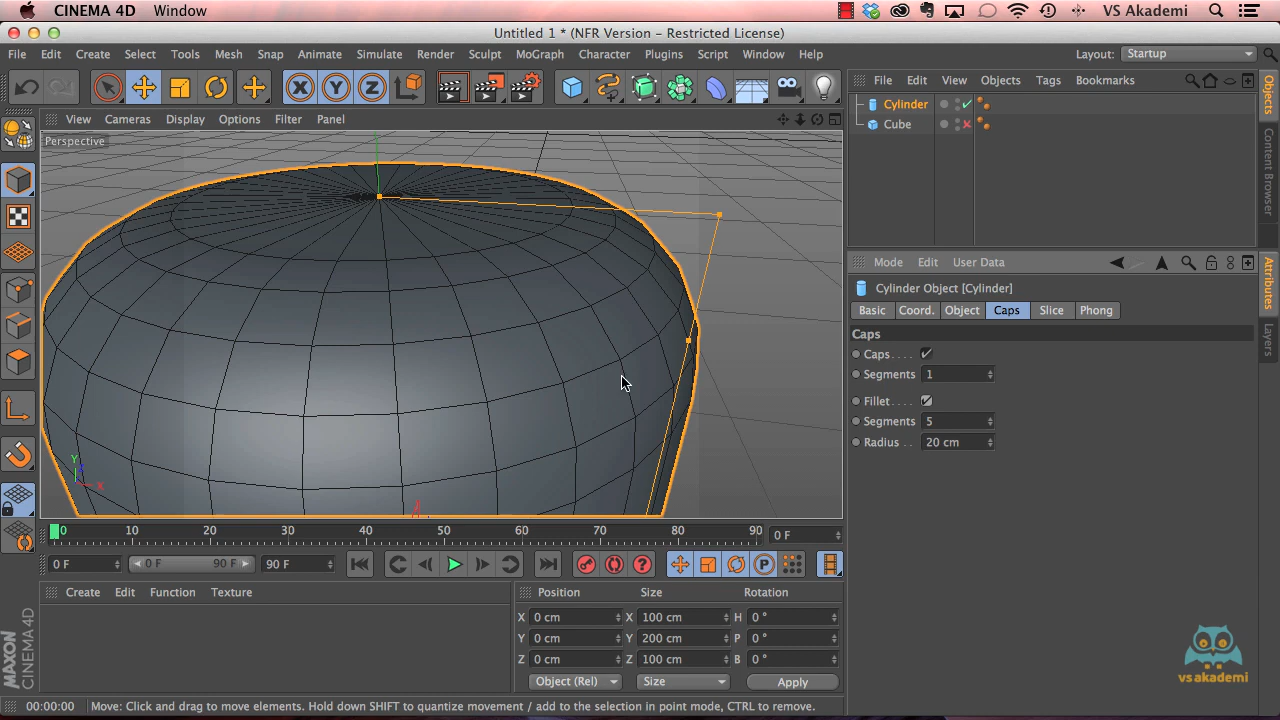 CINEMA 4D Window VS Akademi
Untitled 1 * (NFR Version - Restricted License)
File Edit Create Select Tools Mesh Snap Animate Simulate Render Sculpt MoGraph Character Plugins Script Window Help Layout: Startup
X Y Z
View Cameras Display Options Filter Panel
Perspective
File Edit View Objects Tags Bookmarks
Cylinder
Cube
Objects
Content Browser
Mode Edit User Data
Attributes
Layers
Cylinder Object [Cylinder]
Basic Coord. Object Caps Slice Phong
Caps
Caps....
Segments 1
Fillet...
Segments 5
Radius .. 20 cm
Y
X
0 10 20 30 40 50 60 70 80 90 0 F
0 F 0 F 90 F 90 F
P
Create Edit Function Texture
Position Size Rotation
X 0 cm X 100 cm H 0 °
Y 0 cm Y 200 cm P 0 °
Z 0 cm Z 100 cm B 0 °
Object (Rel) Size Apply
MAXON
CINEMA 4D
vsakademi
00:00:00 Move: Click and drag to move elements. Hold down SHIFT to quantize movement / add to the selection in point mode, CTRL to remove.